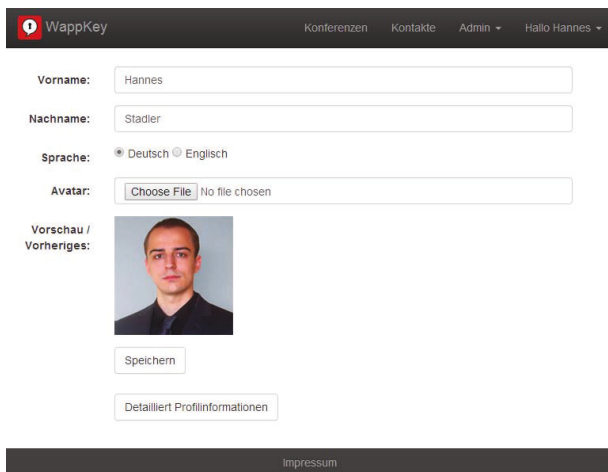 WappKey Konferenzen Kontakte Admin Hallo Hannes
Vorname: Hannes
Nachname: Stadler
Sprache: Deutsch Englisch
Avatar: Choose File No file chosen
Vorschau /
Vorheriges:
Speichern
Detailliert Profilinformationen
Impressum